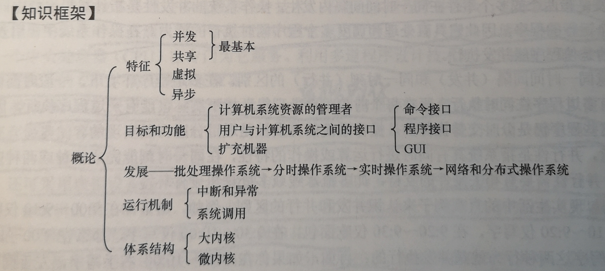 【知识框架】
并发
最基本
特征
共享
虚拟
异步
计算机系统资源的管理者
命令接口
目标和功能
用户与计算机系统之间的接口
程序接口
扩充机器
GUI
概论
发展——批处理操作系统→分时操作系统→实时操作系统→网络和分布式操作系统
运行机制
中断和异常
系统调用
体系结构
大内核
微内核